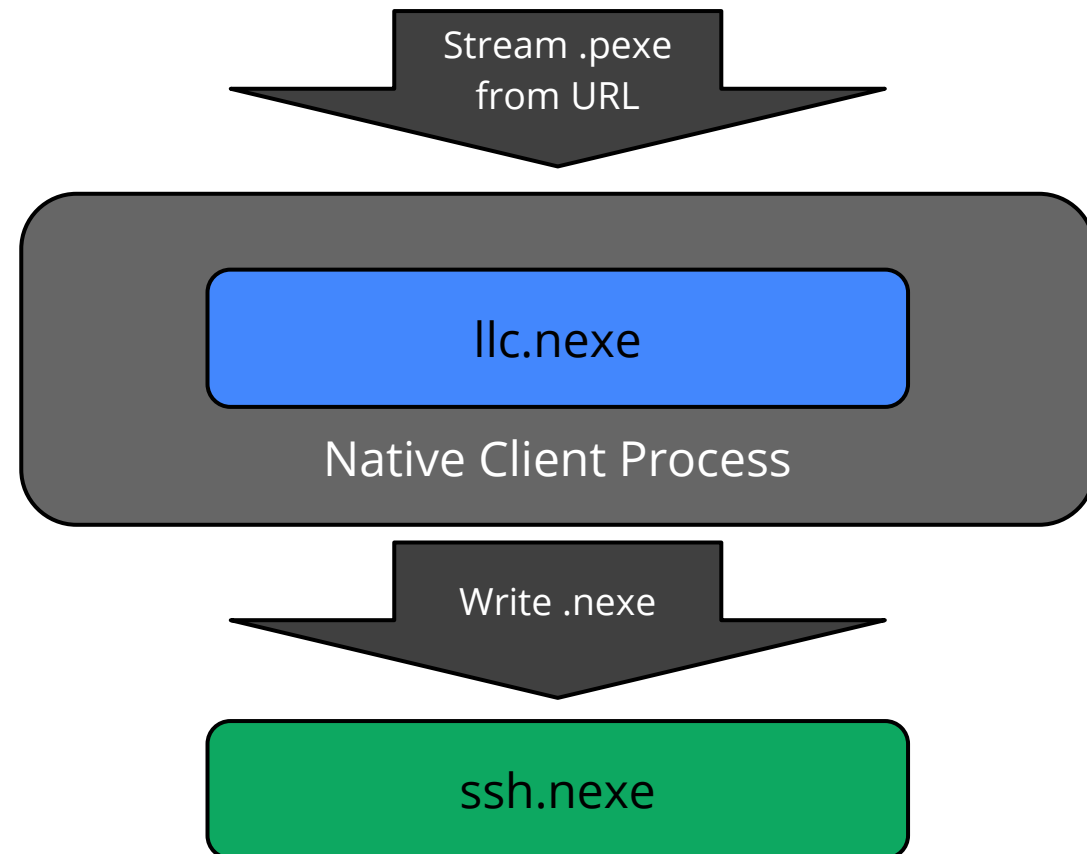 Stream .pexe
from URL
llc.nexe
Native Client Process
Write .nexe
ssh.nexe